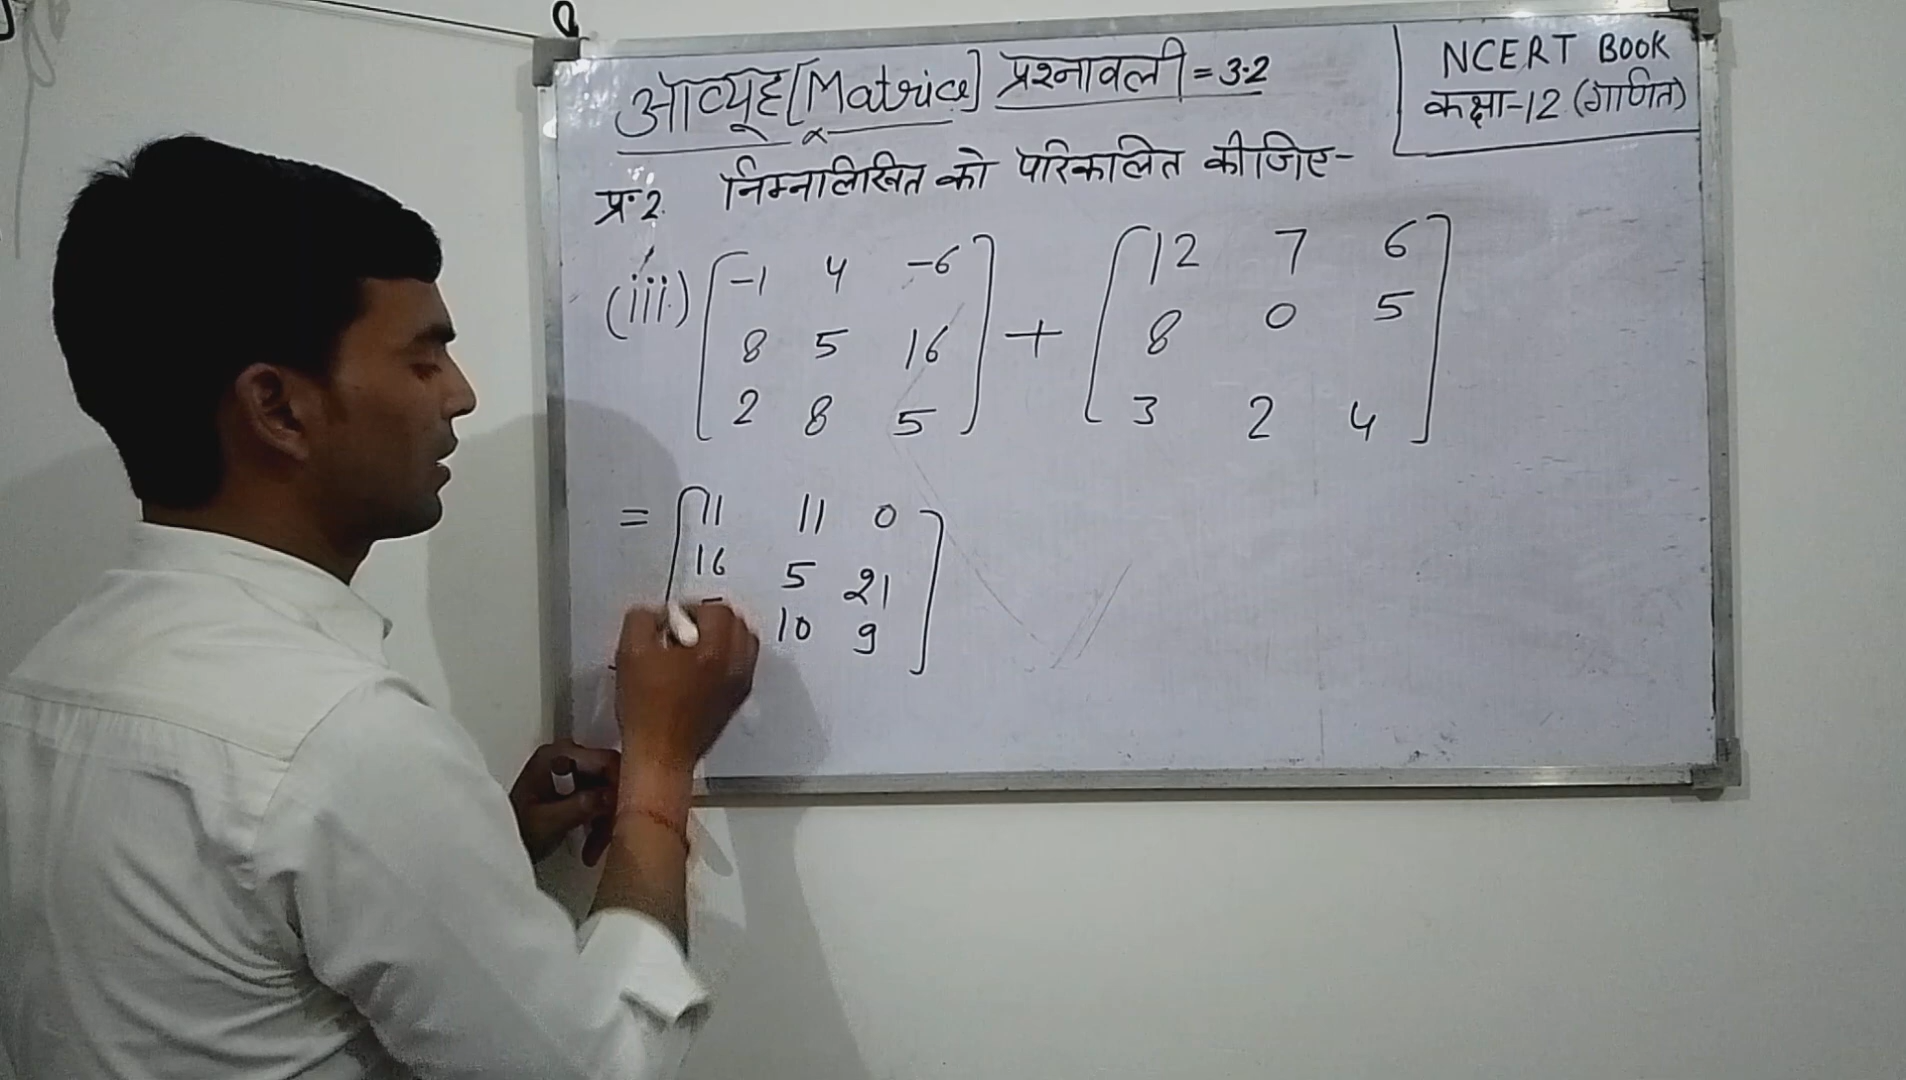 आव्यूह [Matrice] प्रश्नावली = 3.2
NCERT BOOK
कक्षा-12 (गणित)
प्र॰2. निम्नलिखित को परिकलित कीजिए-
(iii) [-1 4 -6] + [12 7 6]
8 5 16 8 0 5
2 8 5 3 2 4
= [11 11 0]
16 5 21
10 9